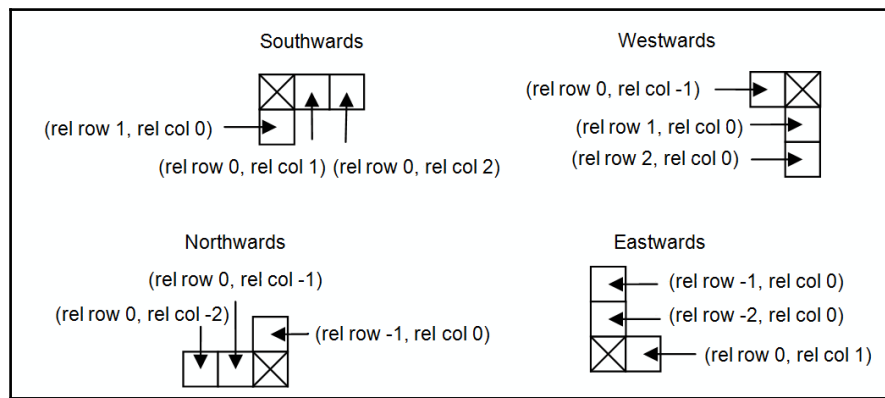 Southwards
(rel row 1, rel col 0)
(rel row 0, rel col 1) (rel row 0, rel col 2)
Westwards
(rel row 0, rel col -1)
(rel row 1, rel col 0)
(rel row 2, rel col 0)
Northwards
(rel row 0, rel col -1)
(rel row 0, rel col -2)
(rel row -1, rel col 0)
Eastwards
(rel row -1, rel col 0)
(rel row -2, rel col 0)
(rel row 0, rel col 1)